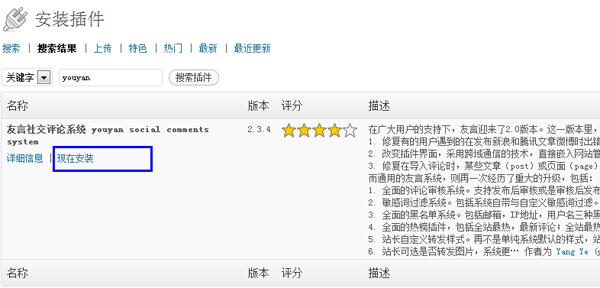 安装插件
搜索 | 搜索结果 | 上传 | 特色 | 热门 | 最新 | 最近更新
关键字 youyan 搜索插件
名称 版本 评分 描述
友言社交评论系统 youyan social comments 2.3.4 在广大用户的支持下，友言迎来了2.0版本。这一版本里，
system 1. 修复有的用户遇到的在发布新浪和腾讯文章微博时出错
详细信息 | 现在安装 2. 改变插件界面，采用跨域通信的技术，直接嵌入网站管
3. 修复在导入评论时，某些文章（post）或页面（page）
而通用的友言系统，则再一次经历了重大的升级，包括：
1. 全面的评论审核系统。支持发布后审核或是审核后发布
2. 敏感词过滤系统。包括系统自带与自定义敏感词过滤。
3. 全面的黑名单系统。包括邮箱，IP地址，用户名三种黑
4. 全面的热榜插件，包括全站最热，最新评论；全站最热
5. 站长自定义转发样式。再不是单纯系统默认的样式，站
6. 站长可选是否转发图片，系统更… 作者为 Yang Ye (y
名称 版本 评分 描述